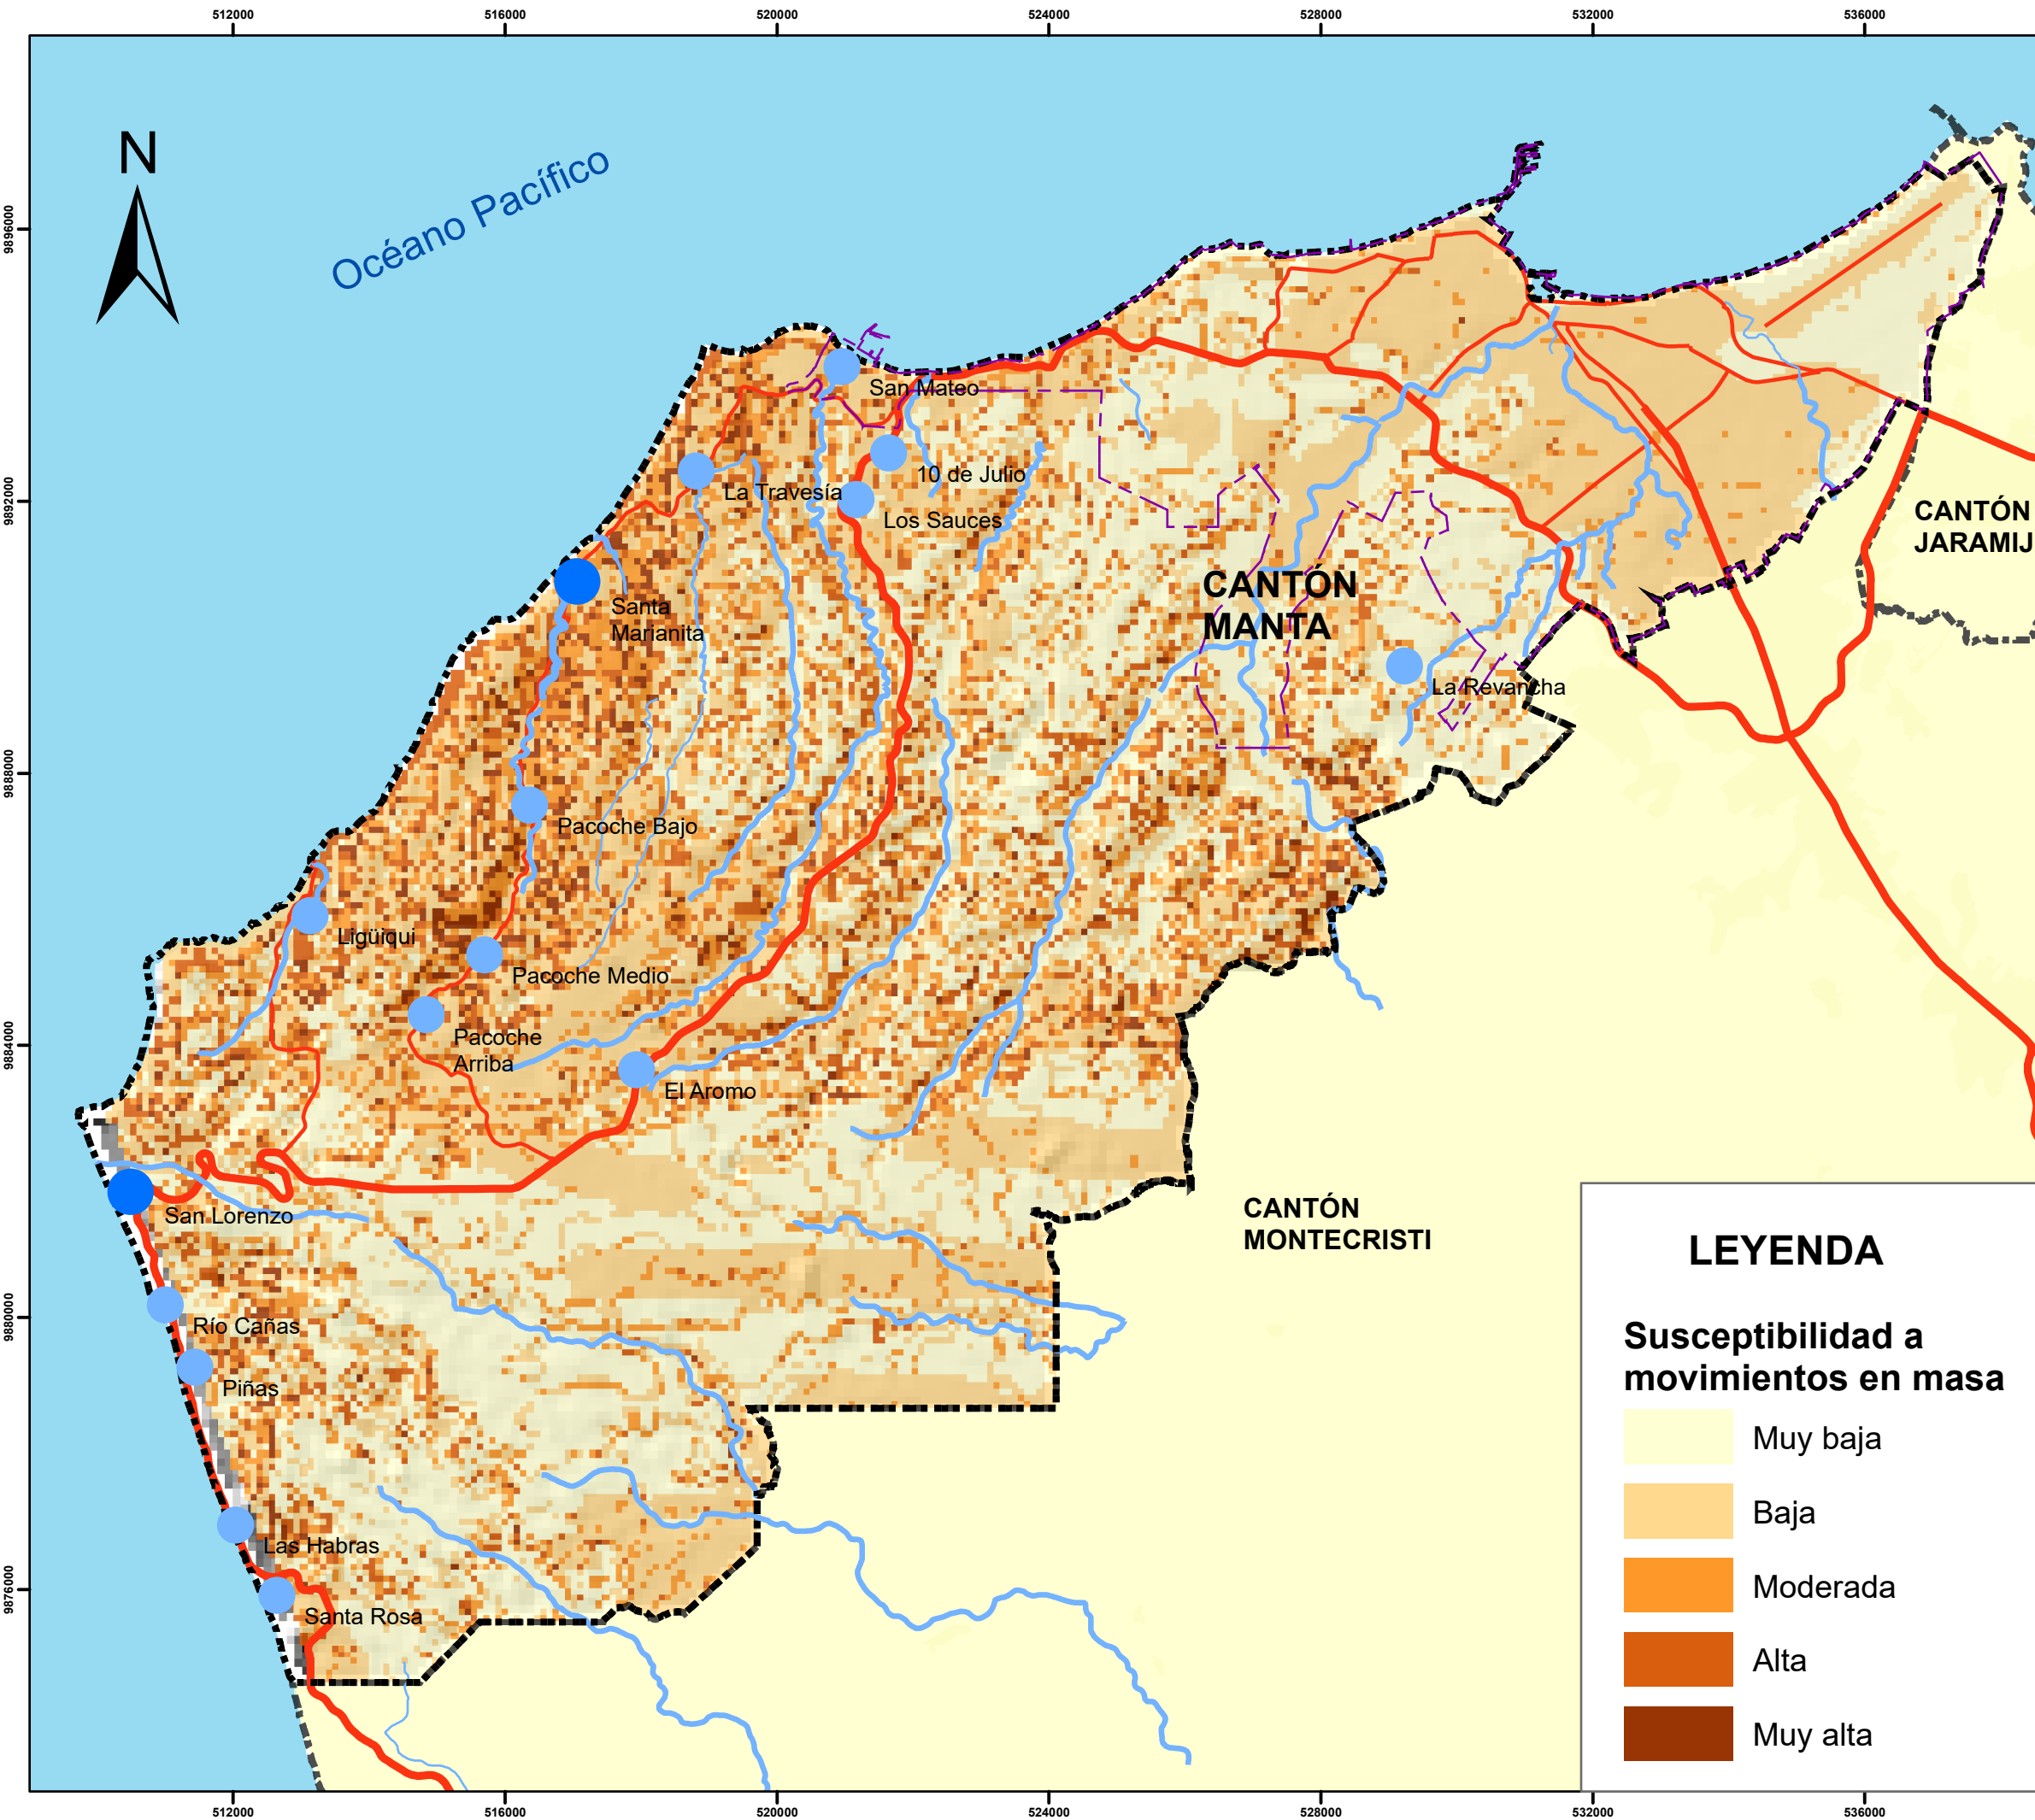 512000
516000
520000
524000
528000
532000
536000
N
Océano Pacífico
9896000
San Mateo
10 de Julio
La Travesía
9892000
Los Sauces
CANTÓN
JARAMIJ
CANTÓN
MANTA
Santa
Marianita
La Revancha
9888000
Pacoche Bajo
Ligüiqui
Pacoche Medio
9884000
Pacoche
Arriba
El Aromo
San Lorenzo
CANTÓN
MONTECRISTI
9880000
Río Cañas
Piñas
Las Habras
9876000
Santa Rosa
LEYENDA
Susceptibilidad a
movimientos en masa
Muy baja
Baja
Moderada
Alta
Muy alta
512000
516000
520000
524000
528000
532000
536000